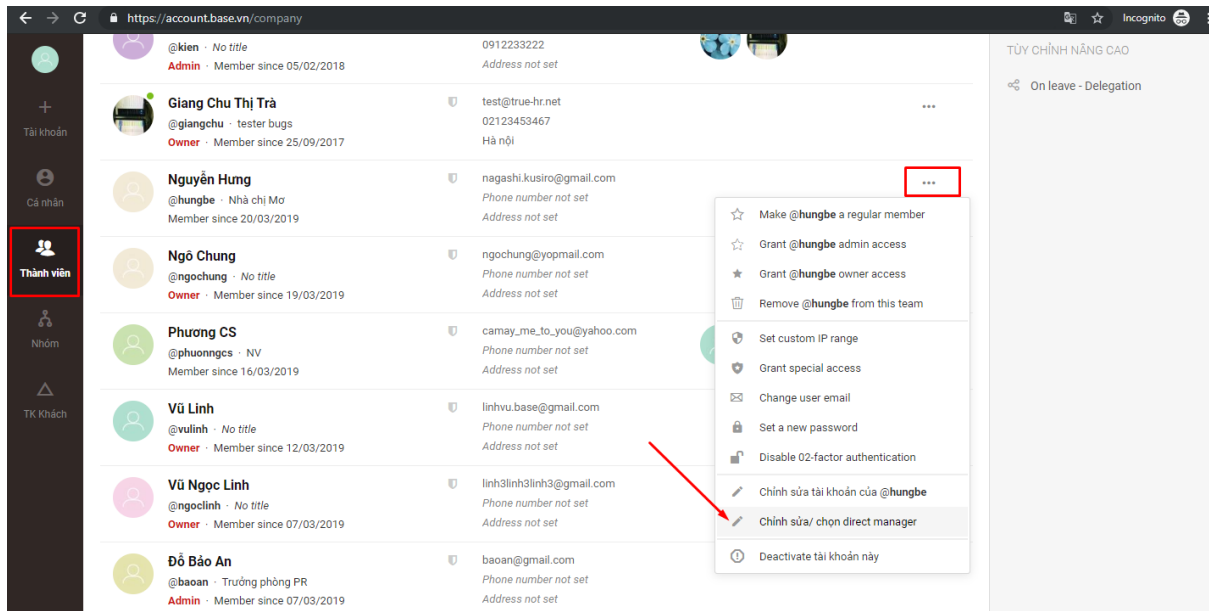 https://account.base.vn/company
Incognito
Tài khoản
Cá nhân
Thành viên
Nhóm
TK Khách
@kien · No title
Admin · Member since 05/02/2018
0912233222
Address not set
Giang Chu Thị Trà
@giangchu · tester bugs
Owner · Member since 25/09/2017
test@true-hr.net
02123453467
Hà nội
Nguyễn Hưng
@hungbe · Nhà chị Mơ
Member since 20/03/2019
nagashi.kusiro@gmail.com
Phone number not set
Address not set
Ngô Chung
@ngochung · No title
Owner · Member since 19/03/2019
ngochung@yopmail.com
Phone number not set
Address not set
Phương CS
@phuonngcs · NV
Member since 16/03/2019
camay_me_to_you@yahoo.com
Phone number not set
Address not set
Vũ Linh
@vulinh · No title
Owner · Member since 12/03/2019
linhvu.base@gmail.com
Phone number not set
Address not set
Vũ Ngọc Linh
@ngoclinh · No title
Owner · Member since 07/03/2019
linh3linh3linh3@gmail.com
Phone number not set
Address not set
Đỗ Bảo An
@baoan · Trưởng phòng PR
Admin · Member since 07/03/2019
baoan@gmail.com
Phone number not set
Address not set
Make @hungbe a regular member
Grant @hungbe admin access
Grant @hungbe owner access
Remove @hungbe from this team
Set custom IP range
Grant special access
Change user email
Set a new password
Disable 02-factor authentication
Chỉnh sửa tài khoản của @hungbe
Chỉnh sửa/ chọn direct manager
Deactivate tài khoản này
TÙY CHỈNH NÂNG CAO
On leave - Delegation